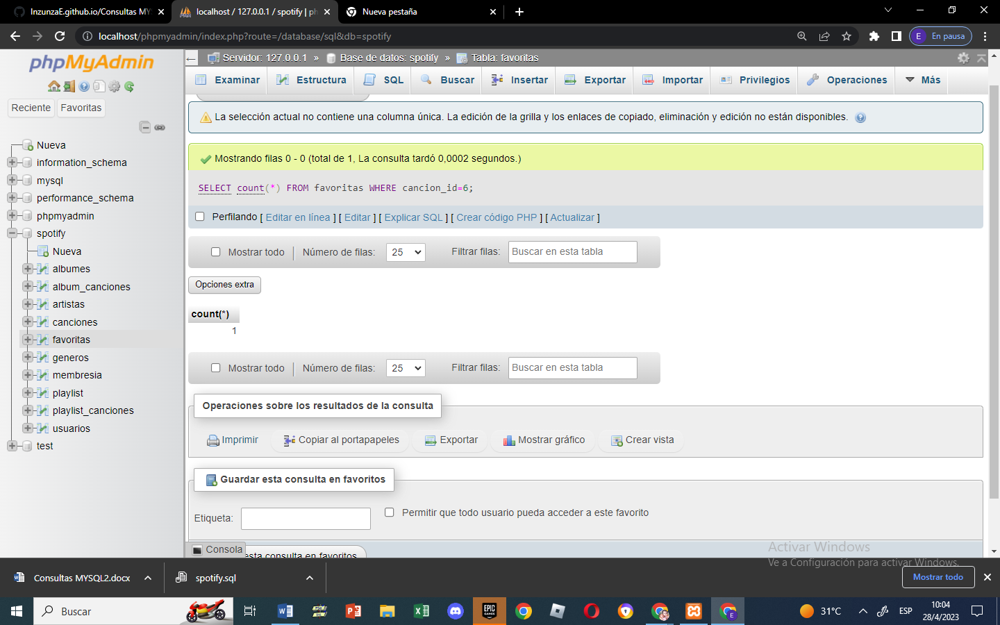 InzunzaE.github.io/Consultas MY
localhost / 127.0.0.1 / spotify | ph
Nueva pestaña
localhost/phpmyadmin/index.php?route=/database/sql&db=spotify
E
En pausa
phpMyAdmin
Reciente
Favoritas
Nueva
information_schema
mysql
performance_schema
phpmyadmin
spotify
Nueva
albumes
album_canciones
artistas
canciones
favoritas
generos
membresia
playlist
playlist_canciones
usuarios
test
Servidor: 127.0.0.1 » Base de datos: spotify » Tabla: favoritas
Examinar
Estructura
SQL
Buscar
Insertar
Exportar
Importar
Privilegios
Operaciones
Más
La selección actual no contiene una columna única. La edición de la grilla y los enlaces de copiado, eliminación y edición no están disponibles.
Mostrando filas 0 - 0 (total de 1, La consulta tardó 0,0002 segundos.)
SELECT count(*) FROM favoritas WHERE cancion_id=6;
Perfilando [ Editar en línea ] [ Editar ] [ Explicar SQL ] [ Crear código PHP ] [ Actualizar ]
Mostrar todo
Número de filas:
25
Filtrar filas:
Buscar en esta tabla
Opciones extra
count(*)
1
Mostrar todo
Número de filas:
25
Filtrar filas:
Buscar en esta tabla
Operaciones sobre los resultados de la consulta
Imprimir
Copiar al portapapeles
Exportar
Mostrar gráfico
Crear vista
Guardar esta consulta en favoritos
Etiqueta:
Permitir que todo usuario pueda acceder a este favorito
Consola
esta consulta en favoritos
Activar Windows
Ve a Configuración para activar Windows.
Consultas MYSQL2.docx
spotify.sql
Mostrar todo
Buscar
EPIC
GAMES
31°C
ESP
10:04
28/4/2023